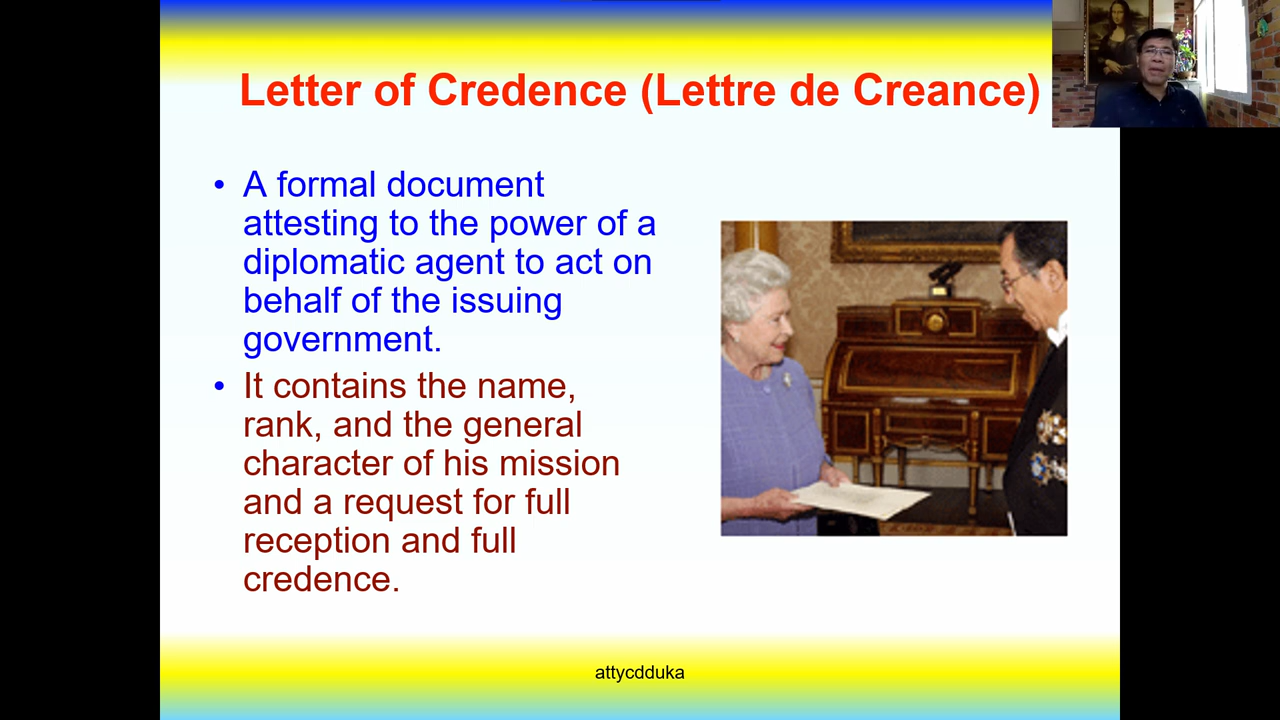 Letter of Credence (Lettre de Creance)
• A formal document
attesting to the power of a
diplomatic agent to act on
behalf of the issuing
government.
• It contains the name,
rank, and the general
character of his mission
and a request for full
reception and full
credence.
attycdduka